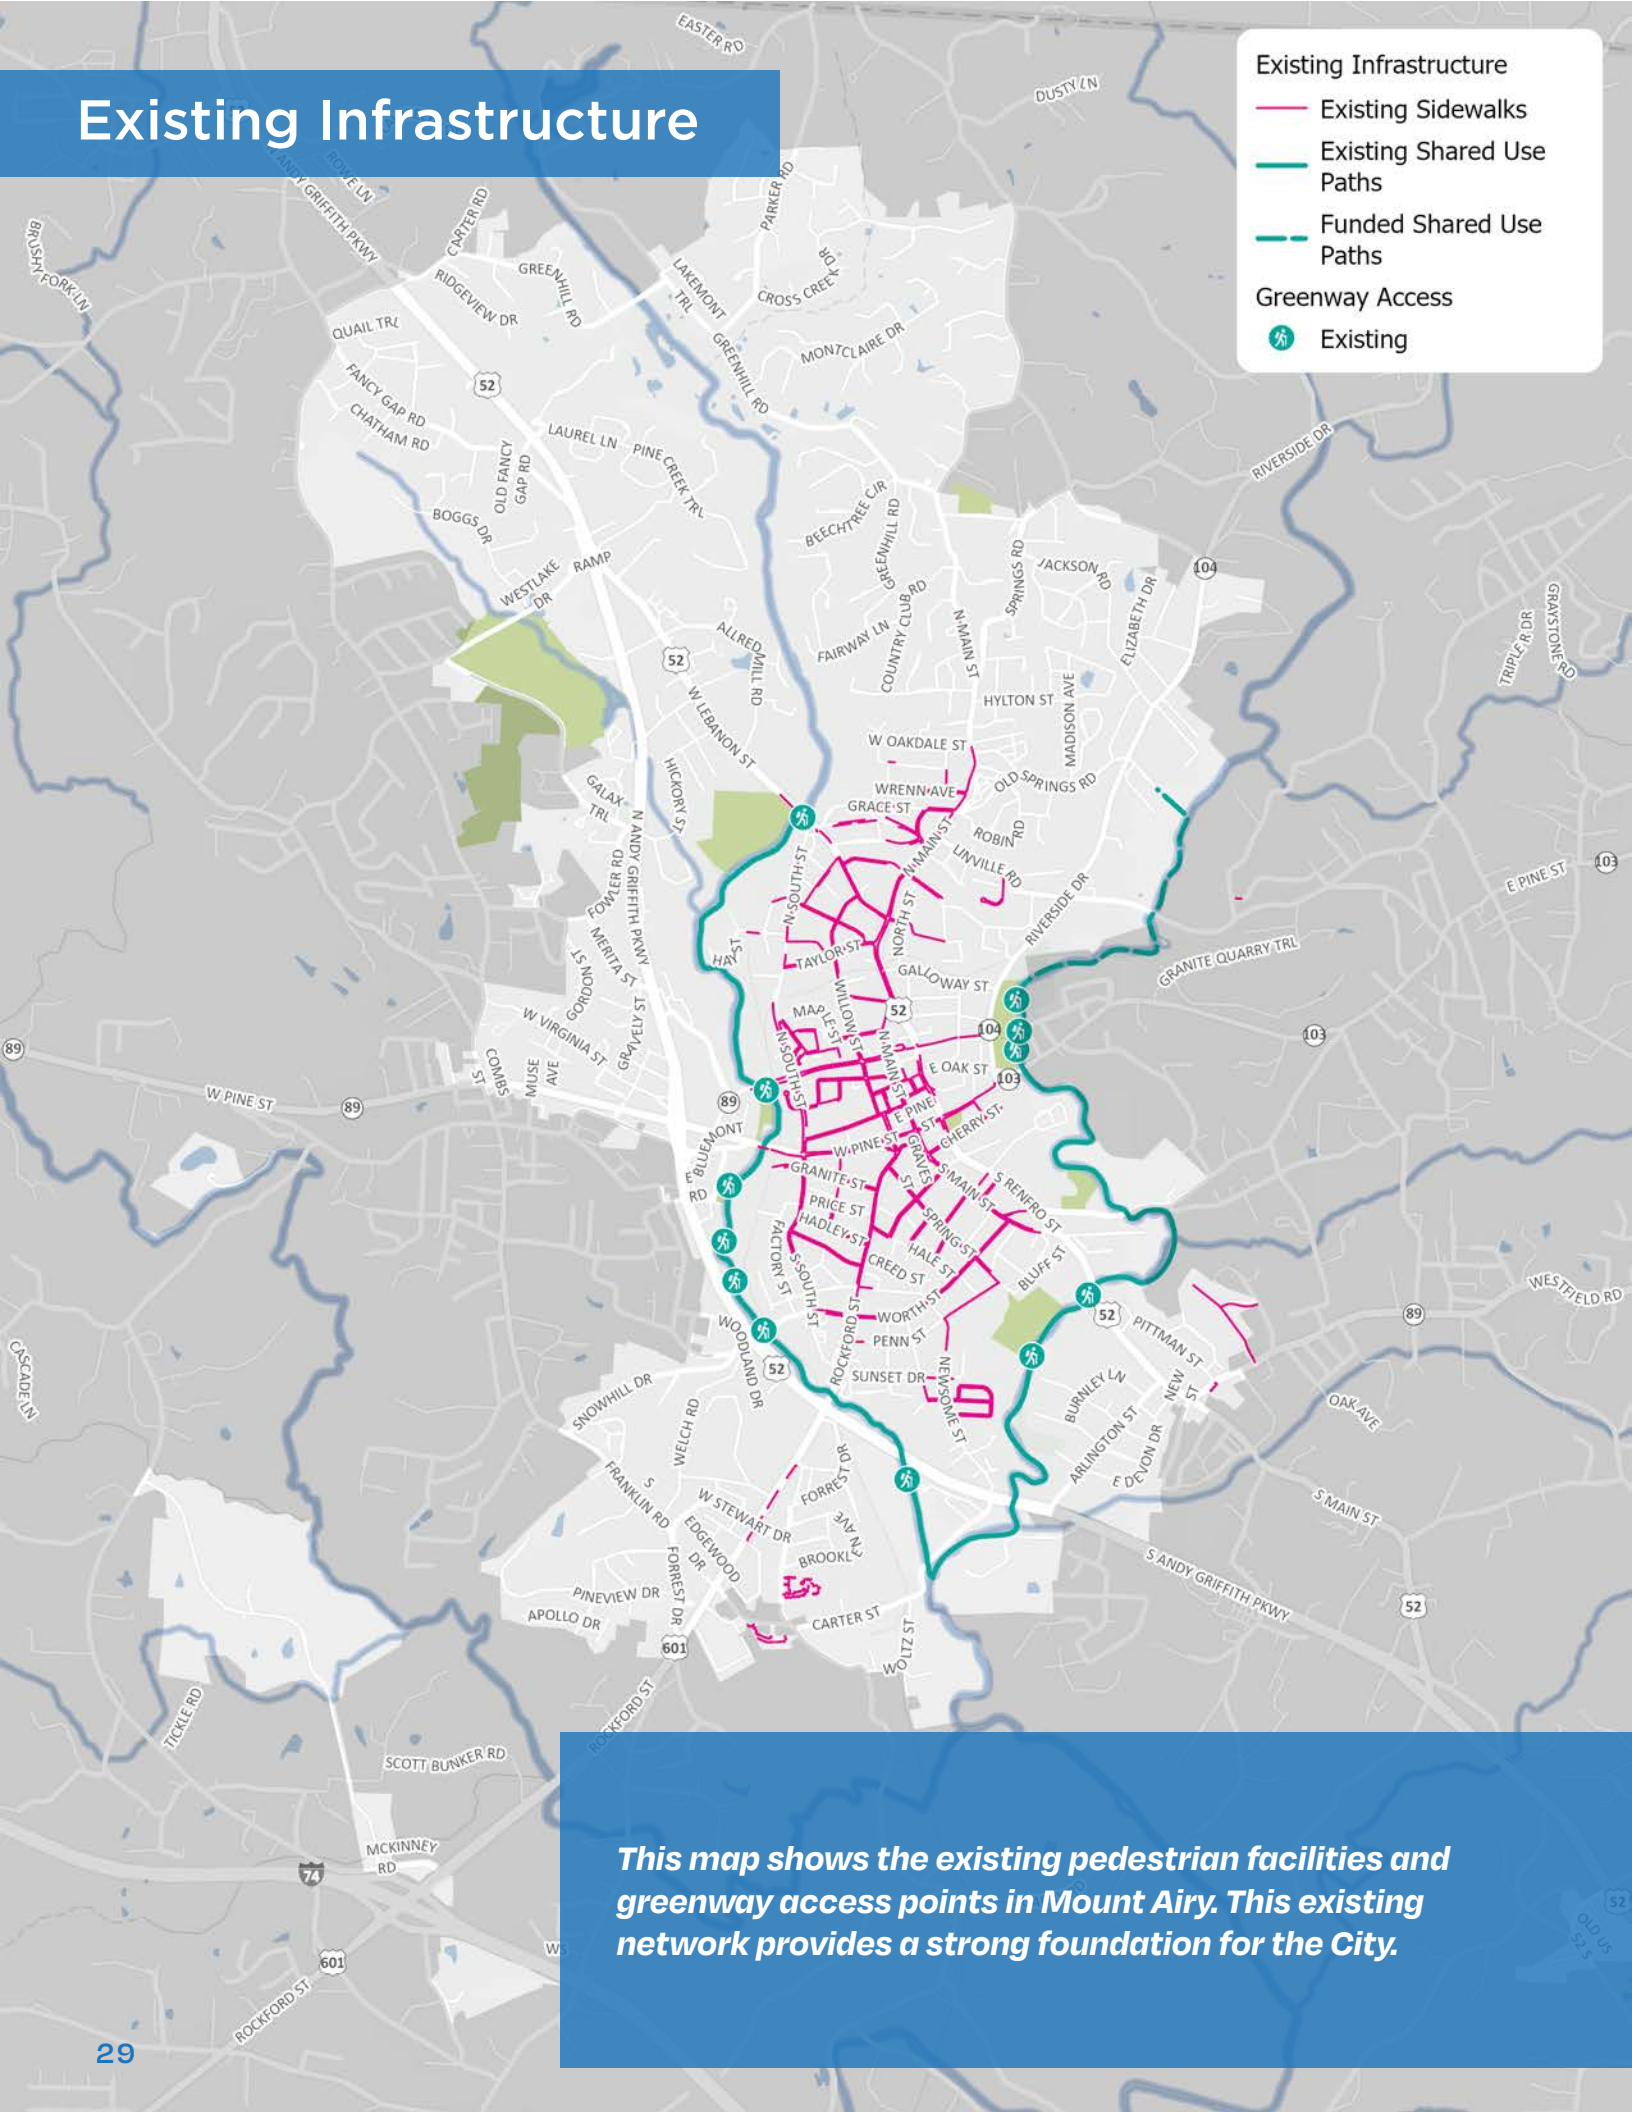 Existing Infrastructure
Existing Infrastructure
Existing Sidewalks
Existing Shared Use
Paths
Funded Shared Use
Paths
Greenway Access
Existing
EASTER RD
DUSTY LN
ROWE LN
ANDY GRIFFITH PKWY
CARTER RD
PARKER RD
BRUSHY FORK LN
RIDGEVIEW DR
GREENHILL RD
LAKEMONT
TRL
CROSS CREEK DR
QUAIL TRL
MONTCLAIRE DR
GREENHILL RD
52
FANCY GAP RD
CHATHAM RD
LAUREL LN
PINE CREEK TRL
OLD FANCY
GAP RD
RIVERSIDE DR
BOGGS DR
BEECHTREE CIR
GREENHILL RD
RAMP
WESTLAKE
DR
SPRINGS RD
JACKSON RD
104
ELIZABETH DR
GRAYSTONE RD
TRIPLE R DR
ALLRED MILL RD
FAIRWAY LN
COUNTRY CLUB RD
N MAIN ST
52
W LEBANON ST
HYLTON ST
MADISON AVE
W OAKDALE ST
HICKORY ST
OLD SPRINGS RD
WRENN AVE
GRACE ST
GALAX
TRL
N ANDY GRIFFITH PKWY
ROBIN RD
LINVILLE RD
N MAIN ST
N SOUTH ST
FOWLER RD
103
E PINE ST
RIVERSIDE DR
NORTH ST
MERITA ST
GORDON ST
HAY ST
TAYLOR ST
GALLOWAY ST
GRANITE QUARRY TRL
W VIRGINIA ST
GRAVELY ST
MAPLE ST
WILLOW ST
52
104
103
89
N SOUTH ST
N MAIN ST
E OAK ST
103
COMBS
ST
MUSE
AVE
W PINE ST
89
89
E PINE
ST
CHERRY ST
E BLUEMONT
RD
W PINE ST
GRAVES
ST
GRANITE ST
S MAIN ST
S RENFRO ST
PRICE ST
HADLEY ST
SPRING ST
FACTORY ST
S SOUTH ST
HALE ST
CREED ST
BLUFF ST
WESTFIELD RD
WORTH ST
52
89
PITTMAN ST
WOODLAND DR
ROCKFORD ST
PENN ST
52
SUNSET DR
NEWSOME ST
BURNLEY LN
NEW
ST
CASCADE LN
SNOWHILL DR
OAK AVE
WELCH RD
ARLINGTON ST
E DEVON DR
FORREST DR
S
FRANKLIN RD
W STEWART DR
S MAIN ST
EDGEWOOD
DR
BROOKLEN AVE
S ANDY GRIFFITH PKWY
FORREST DR
PINEVIEW DR
APOLLO DR
CARTER ST
52
601
WOLTZ ST
TICKLE RD
ROCKFORD ST
SCOTT BUNKER RD
MCKINNEY
RD
74
This map shows the existing pedestrian facilities and
greenway access points in Mount Airy. This existing
network provides a strong foundation for the City.
52
OLD US
52 S
601
ROCKFORD ST
29